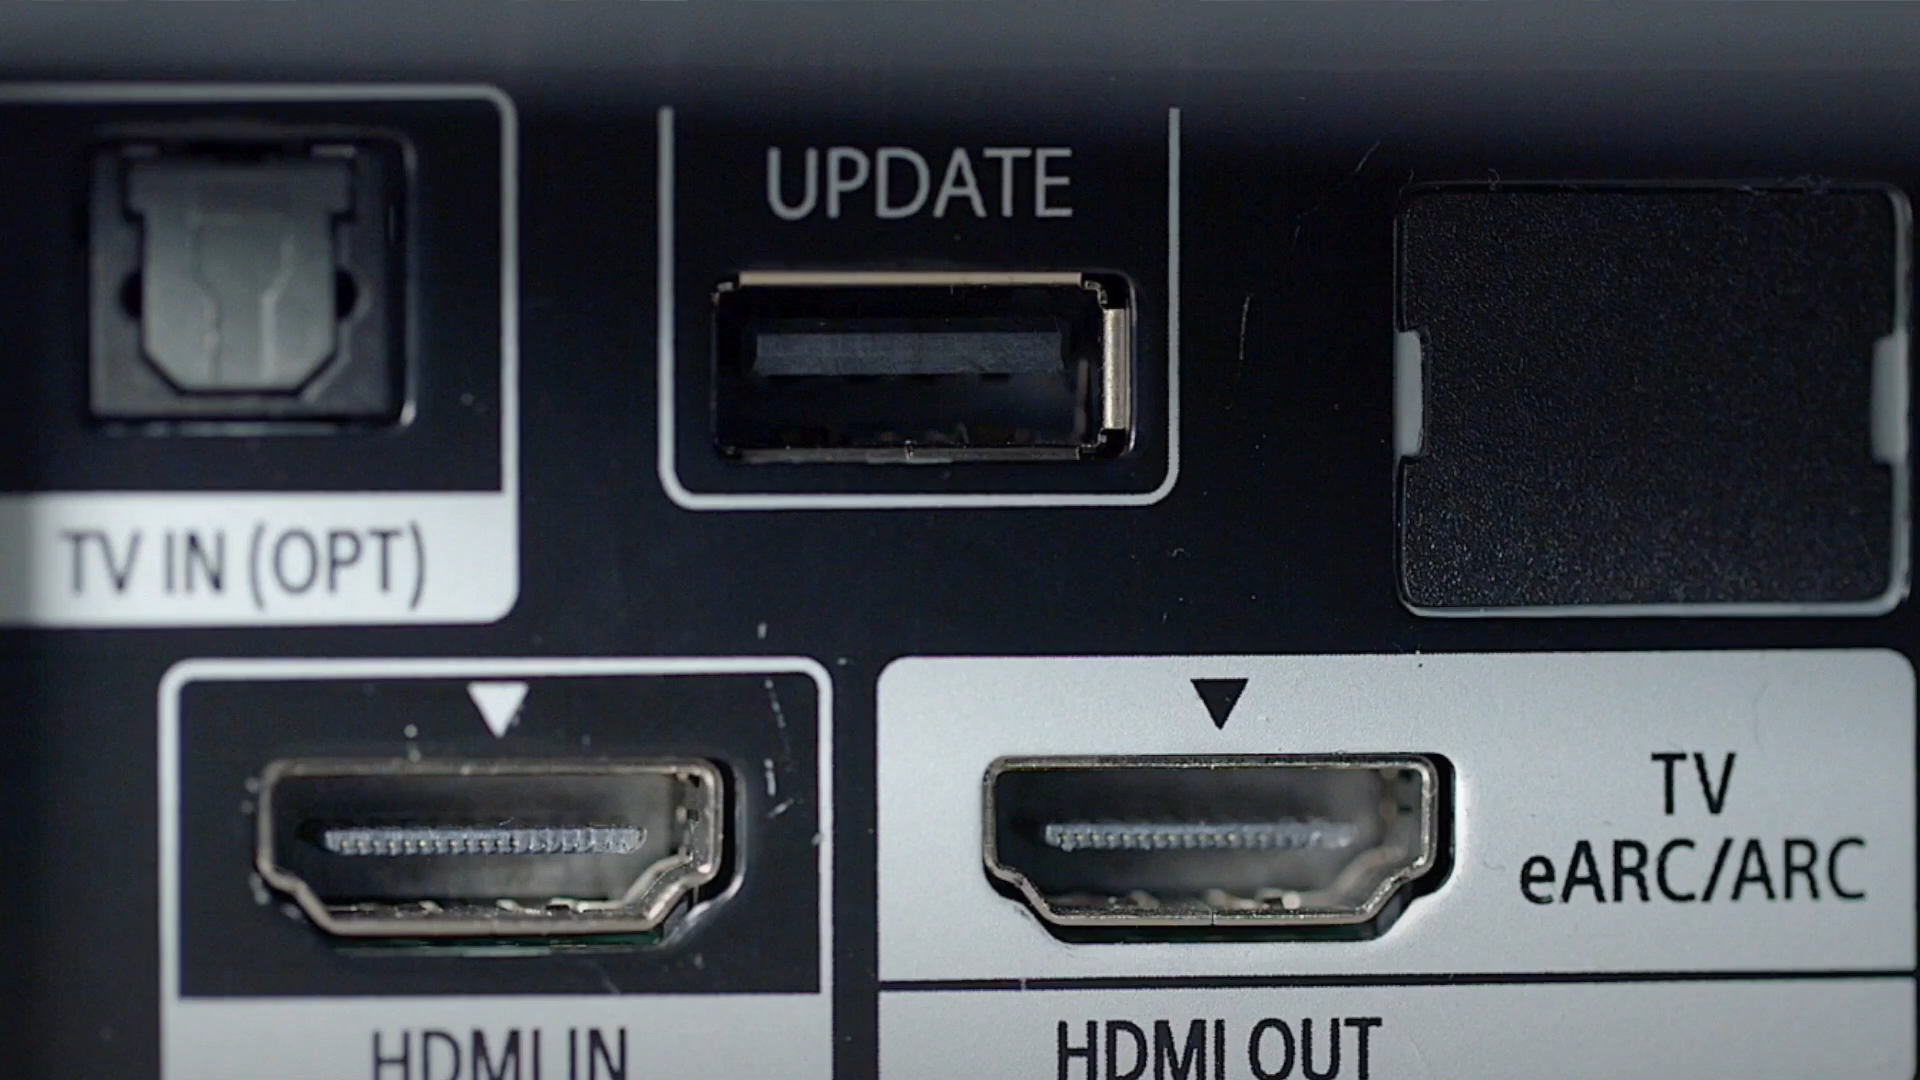 UPDATE
TV IN (OPT)
TV
eARC/ARC
HDMI IN
HDMI OUT